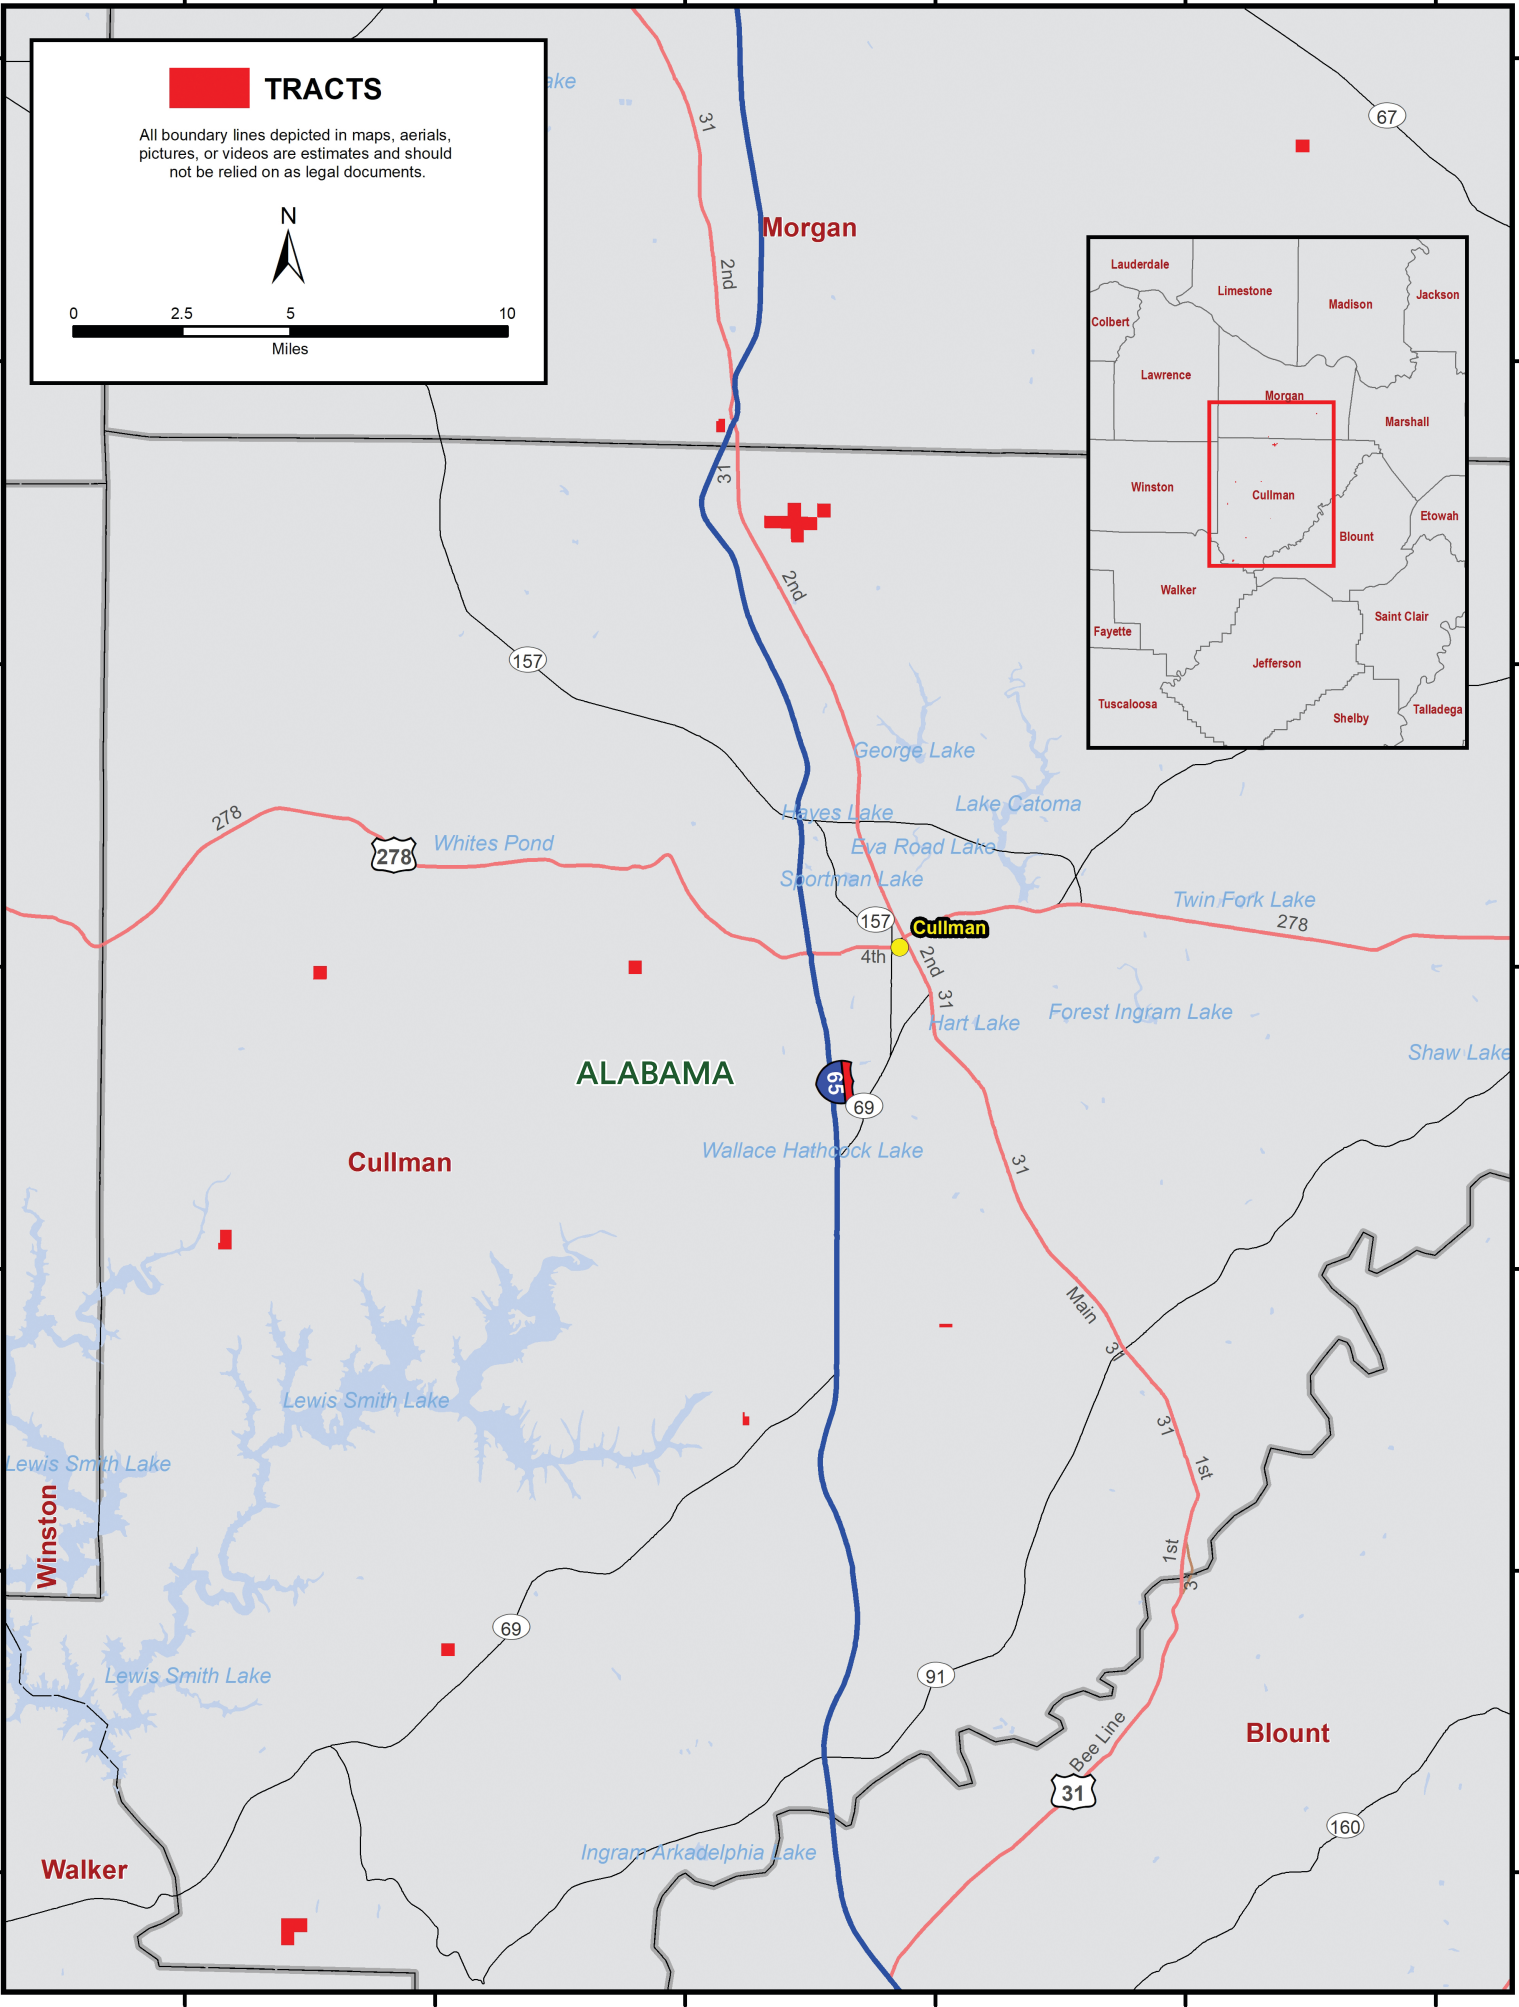 TRACTS
All boundary lines depicted in maps, aerials,
pictures, or videos are estimates and should
not be relied on as legal documents.
N
0 2.5 5 10
Miles
ake
31
67
Morgan
2nd
Lauderdale
Limestone
Madison
Jackson
Colbert
Lawrence
Morgan
Marshall
Winston
Cullman
Etowah
Blount
Walker
Saint Clair
Fayette
Jefferson
Tuscaloosa
Shelby
Talladega
31
2nd
157
George Lake
Lake Catoma
Hayes Lake
278
278
Whites Pond
Eva Road Lake
Sportman Lake
Twin Fork Lake
278
157
Cullman
4th
2nd
31
Hart Lake
Forest Ingram Lake
Shaw Lake
ALABAMA
65
69
Wallace Hathcock Lake
Cullman
31
Main
31
Lewis Smith Lake
31
Lewis Smith Lake
1st
Winston
1st
31
69
Lewis Smith Lake
91
Bee Line
Blount
31
160
Ingram Arkadelphia Lake
Walker